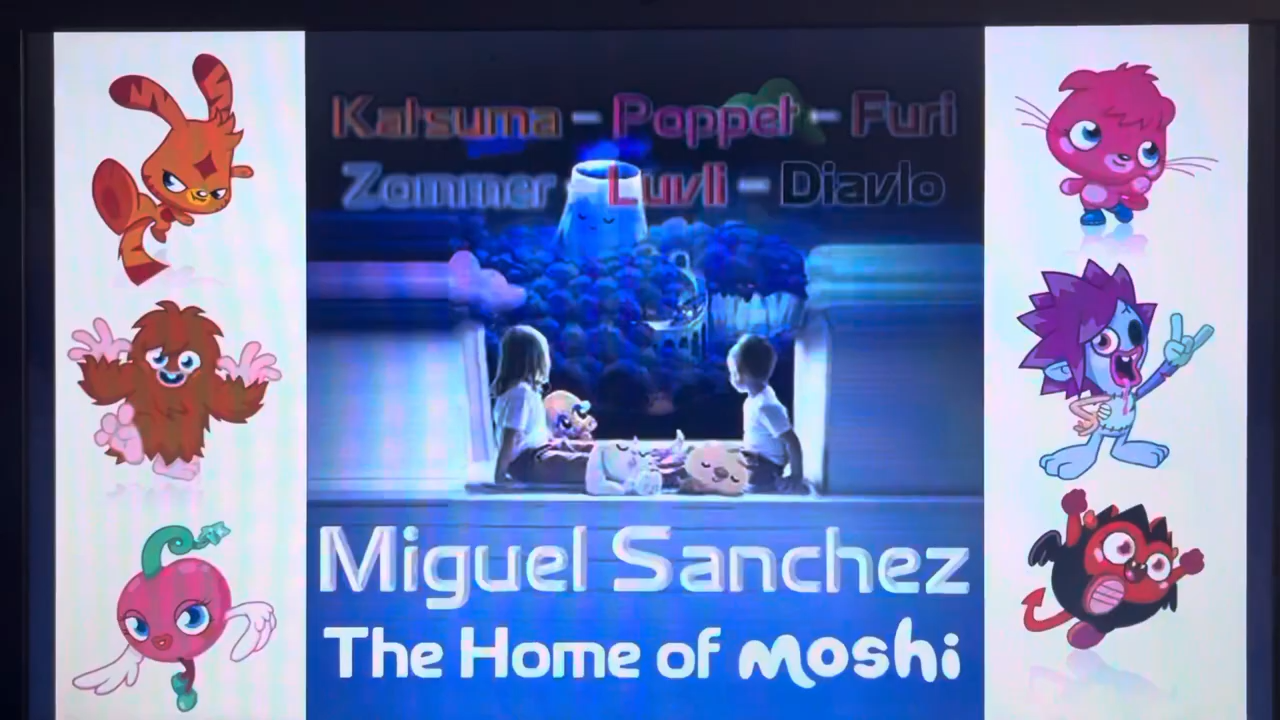 Katsuma - Poppet - Furi
Zommer - Luvli - Diavlo
Miguel Sanchez
The Home of moshi